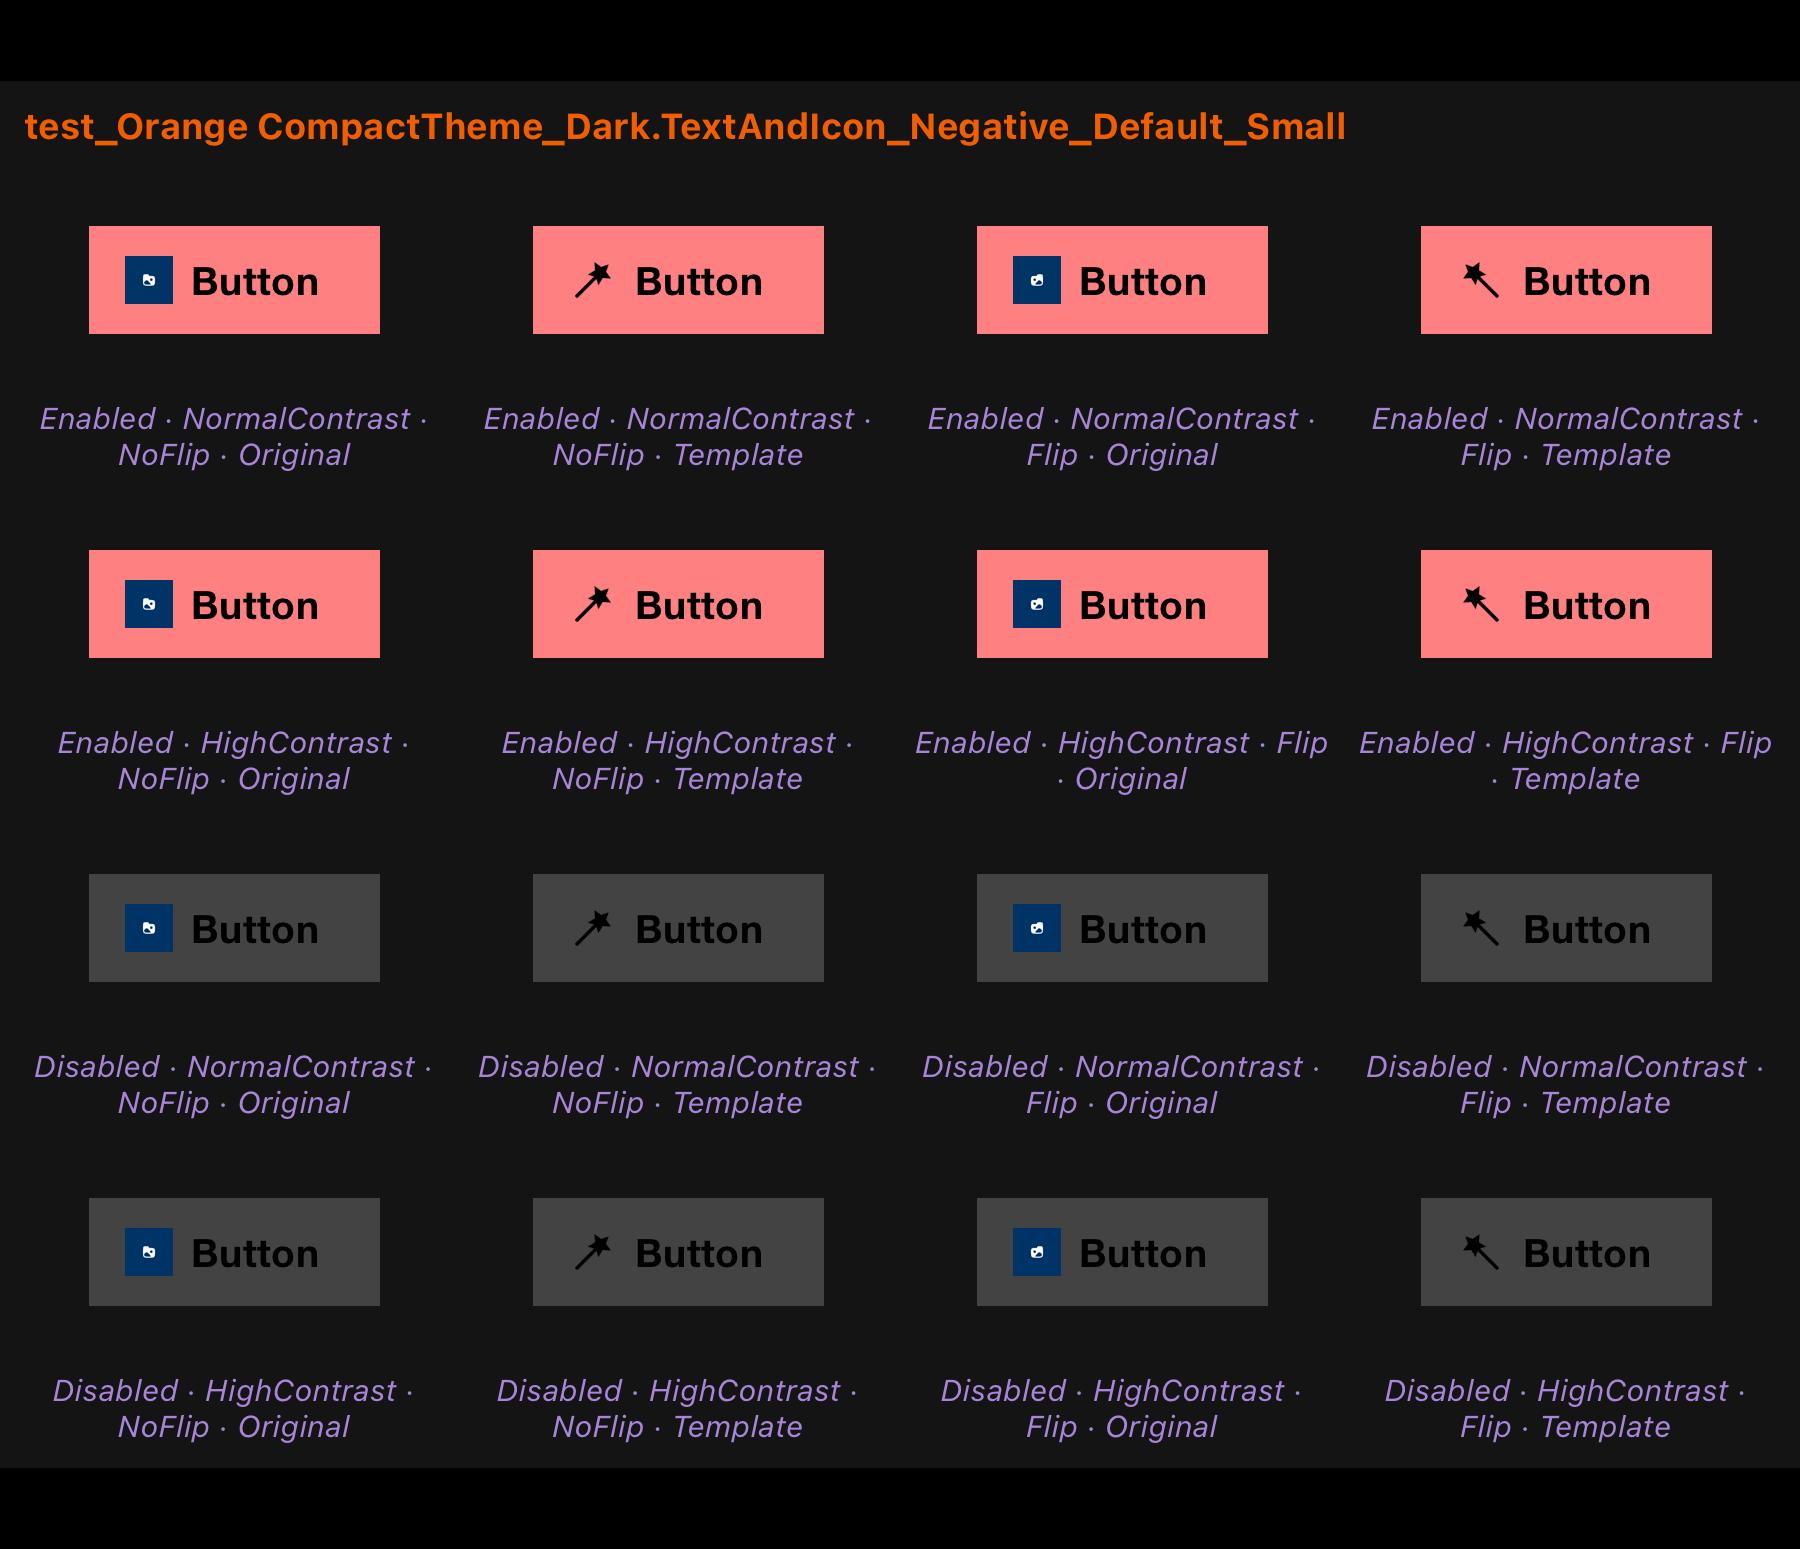 test_Orange CompactTheme_Dark.TextAndIcon_Negative_Default_Small
Button
Button
Button
Button
Enabled · NormalContrast ·
NoFlip · Original
Enabled · NormalContrast ·
NoFlip · Template
Enabled · NormalContrast ·
Flip · Original
Enabled · NormalContrast ·
Flip · Template
Button
Button
Button
Button
Enabled · HighContrast ·
NoFlip · Original
Enabled · HighContrast ·
NoFlip · Template
Enabled · HighContrast · Flip
· Original
Enabled · HighContrast · Flip
· Template
Button
Button
Button
Button
Disabled · NormalContrast ·
NoFlip · Original
Disabled · NormalContrast ·
NoFlip · Template
Disabled · NormalContrast ·
Flip · Original
Disabled · NormalContrast ·
Flip · Template
Button
Button
Button
Button
Disabled · HighContrast ·
NoFlip · Original
Disabled · HighContrast ·
NoFlip · Template
Disabled · HighContrast ·
Flip · Original
Disabled · HighContrast ·
Flip · Template